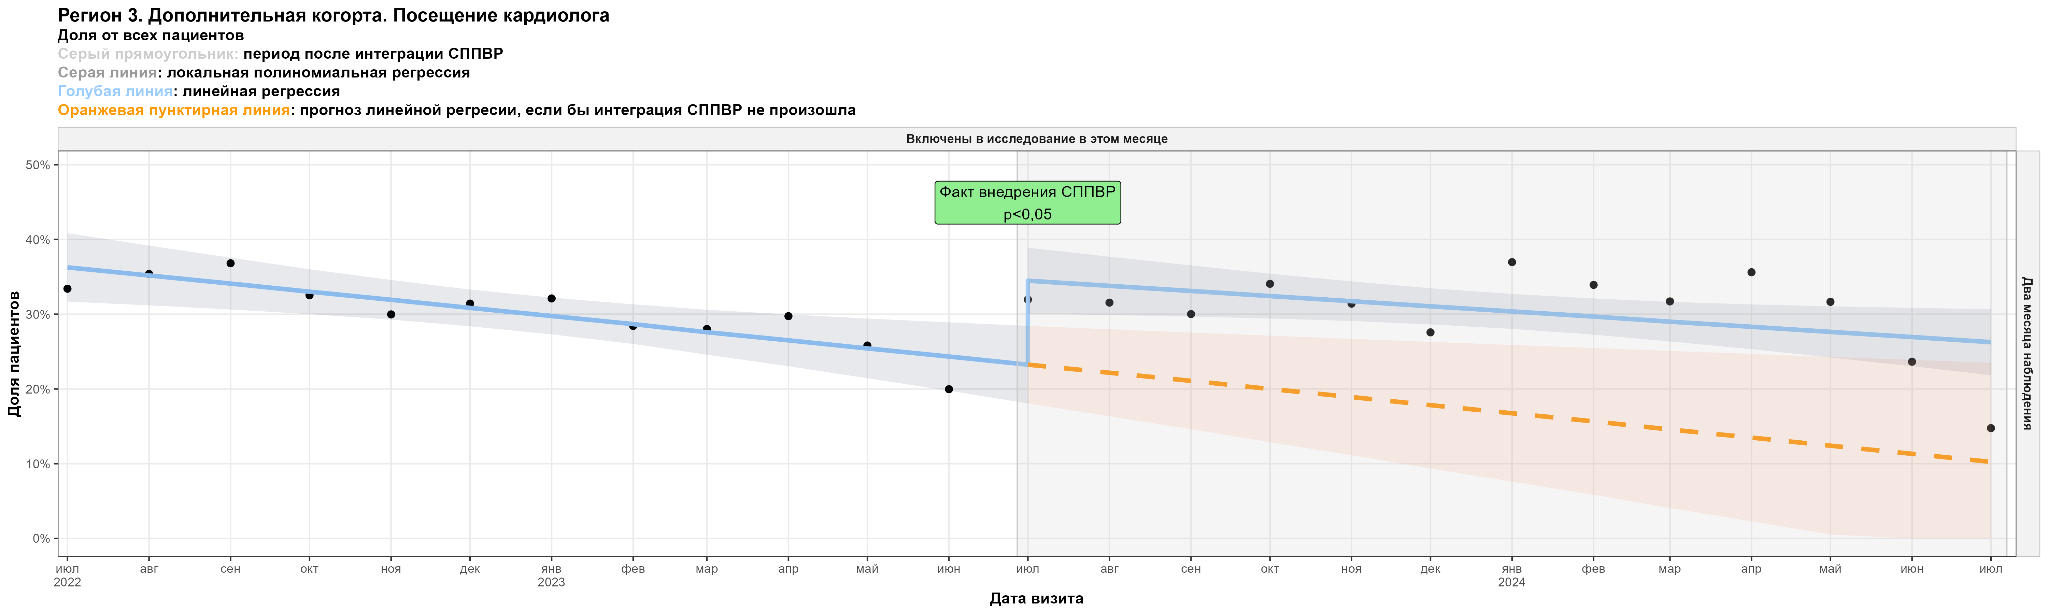 Регион 3. Дополнительная когорта. Посещение кардиолога
Доля от всех пациентов
Серый прямоугольник: период после интеграции СППВР
Серая линия: локальная полиномиальная регрессия
Голубая линия: линейная регрессия
Оранжевая пунктирная линия: прогноз линейной регресии, если бы интеграция СППВР не произошла
Включены в исследование в этом месяце
50%
40%
30%
20%
10%
0%
Доля пациентов
Факт внедрения СППВР
p<0,05
Два месяца наблюдения
июл авг сен окт ноя дек янв фев мар апр май июн июл авг сен окт ноя дек янв фев мар апр май июн июл
2022 2023 2024
Дата визита